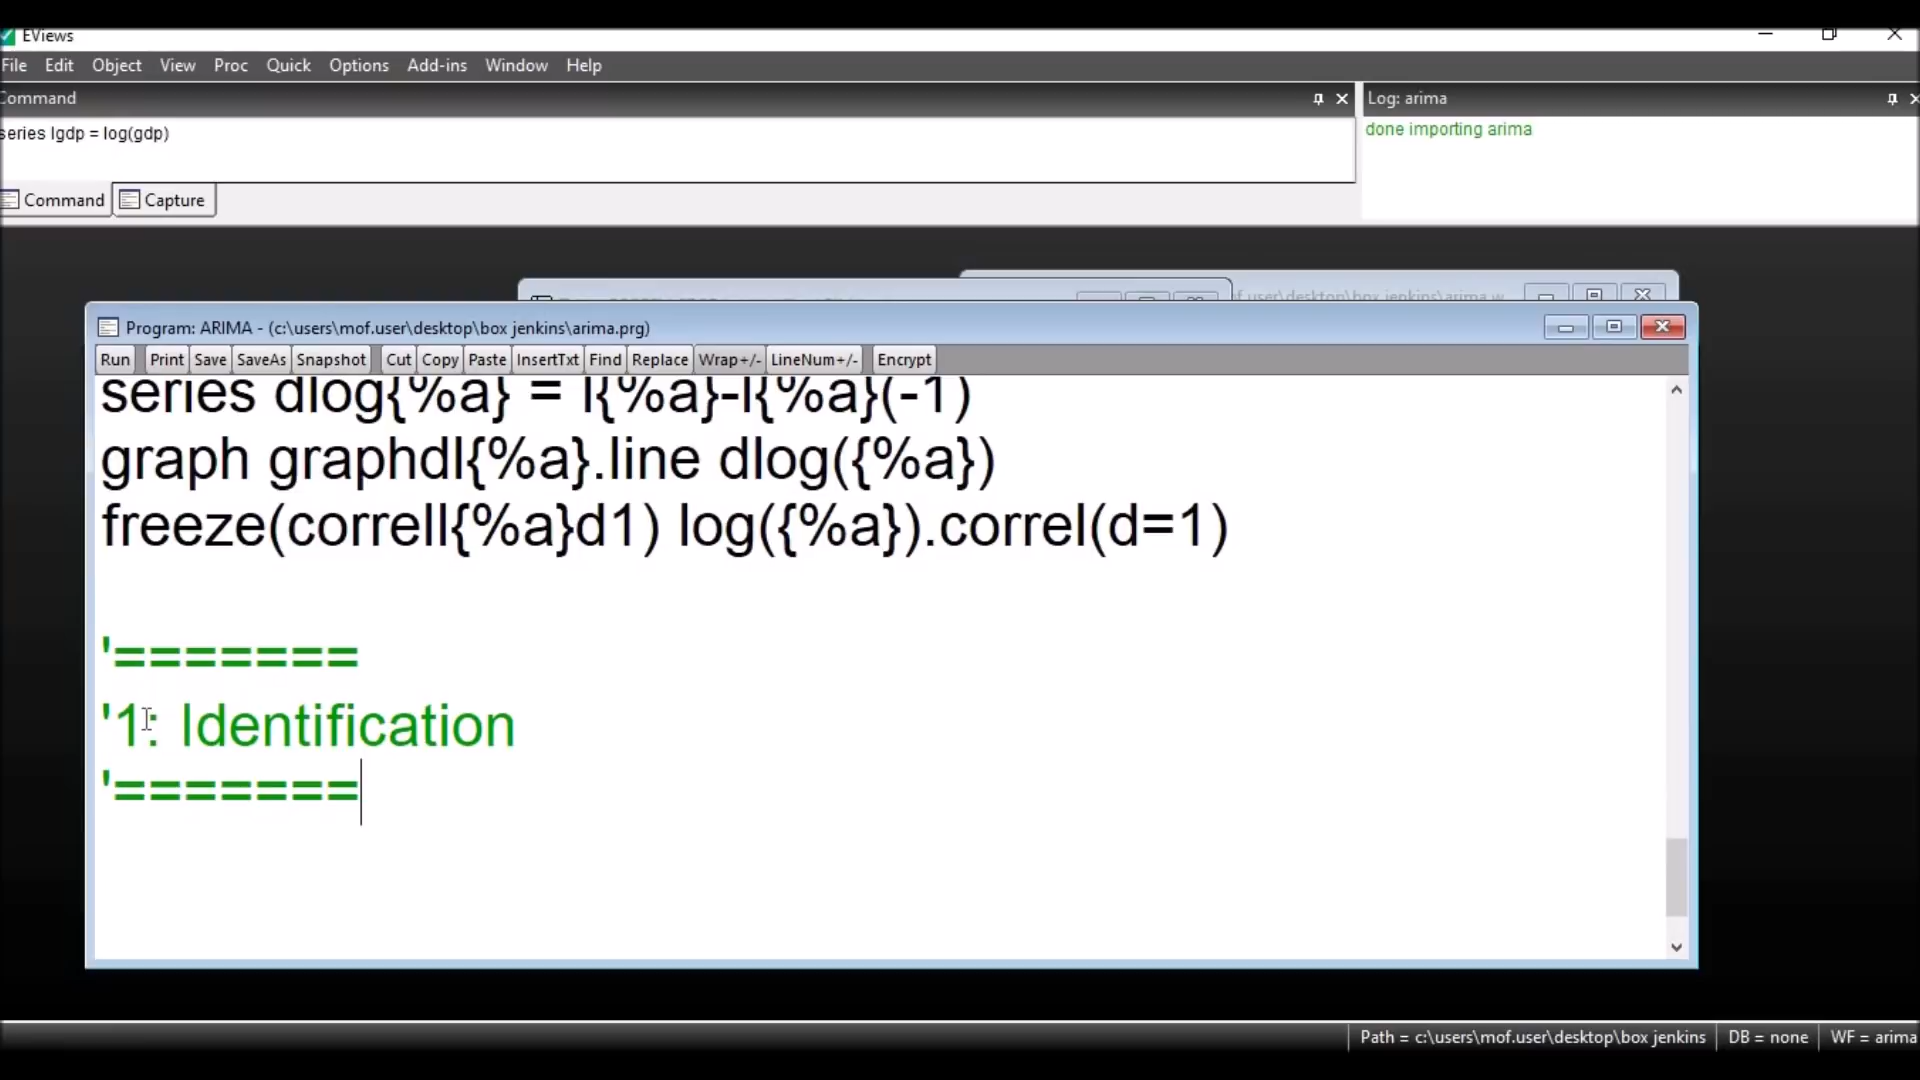 EViews
File Edit Object View Proc Quick Options Add-ins Window Help
Command
Log: arima
series lgdp = log(gdp)
done importing arima
Command Capture
Program: ARIMA - (c:\users\mof.user\desktop\box jenkins\arima.prg)
Run Print Save SaveAs Snapshot Cut Copy Paste InsertTxt Find Replace Wrap+/- LineNum+/- Encrypt
series dlog{%a} = l{%a}-l{%a}(-1)
graph graphdl{%a}.line dlog({%a})
freeze(correll{%a}d1) log({%a}).correl(d=1)
'=======
'1: Identification
'=======
Path = c:\users\mof.user\desktop\box jenkins DB = none WF = arima